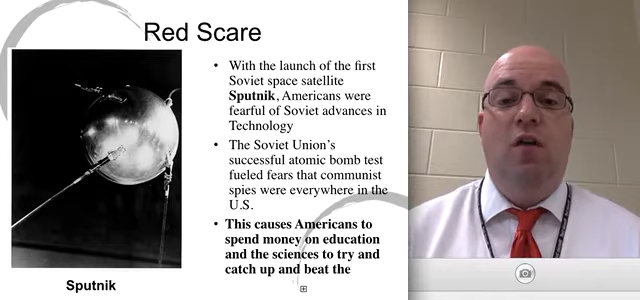 Red Scare
With the launch of the first
Soviet space satellite
Sputnik, Americans were
fearful of Soviet advances in
Technology
The Soviet Union's
successful atomic bomb test
fueled fears that communist
spies were everywhere in the
U.S.
This causes Americans to
spend money on education
and the sciences to try and
catch up and beat the
Sputnik